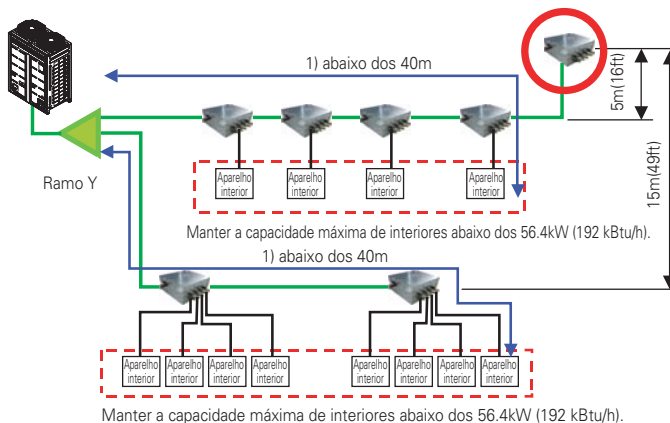 1) abaixo dos 40m
5m(16ft)
15m(49ft)
Ramo Y
Aparelho
interior
Aparelho
interior
Aparelho
interior
Aparelho
interior
Manter a capacidade máxima de interiores abaixo dos 56.4kW (192 kBtu/h).
1) abaixo dos 40m
Aparelho
interior
Aparelho
interior
Aparelho
interior
Aparelho
interior
Aparelho
interior
Aparelho
interior
Aparelho
interior
Aparelho
interior
Manter a capacidade máxima de interiores abaixo dos 56.4kW (192 kBtu/h).